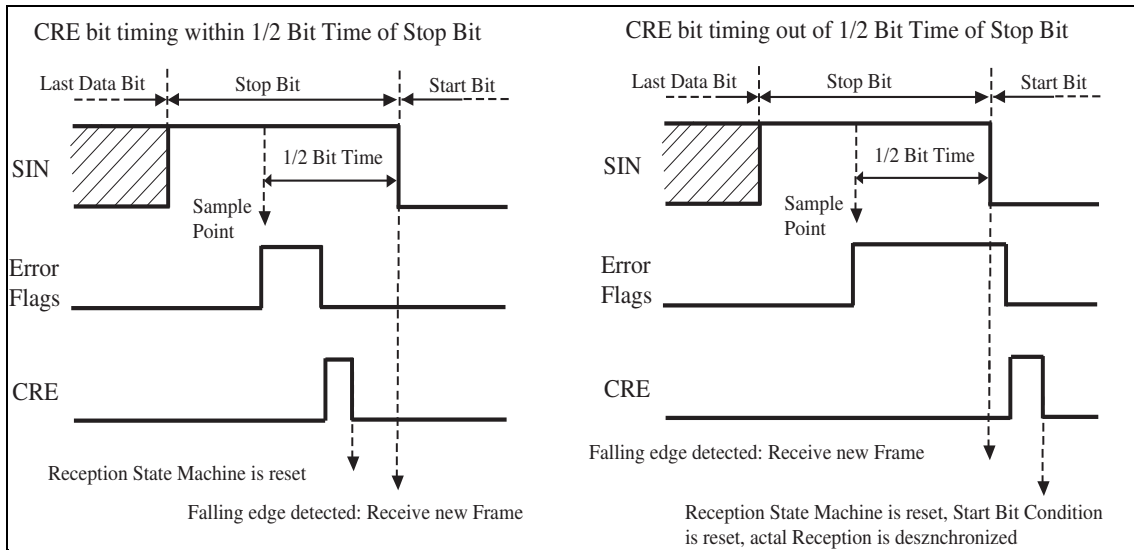 CRE bit timing within 1/2 Bit Time of Stop Bit
Last Data Bit
Stop Bit
Start Bit
SIN
1/2 Bit Time
Sample
Point
Error
Flags
CRE
Reception State Machine is reset
Falling edge detected: Receive new Frame
CRE bit timing out of 1/2 Bit Time of Stop Bit
Last Data Bit
Stop Bit
Start Bit
SIN
1/2 Bit Time
Sample
Point
Error
Flags
CRE
Falling edge detected: Receive new Frame
Reception State Machine is reset, Start Bit Condition
is reset, actal Reception is desznchronized